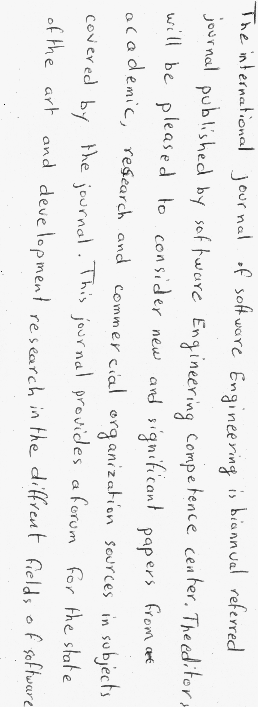 The international journal of software Engineering is biannual referred
journal published by software Engineering Competence center. The editors
will be pleased to consider new and significant papers from
academic, research and commercial organization sources in subjects
covered by the journal. This journal provides a forum for the state
of the art and development research in the diffrent fields of software